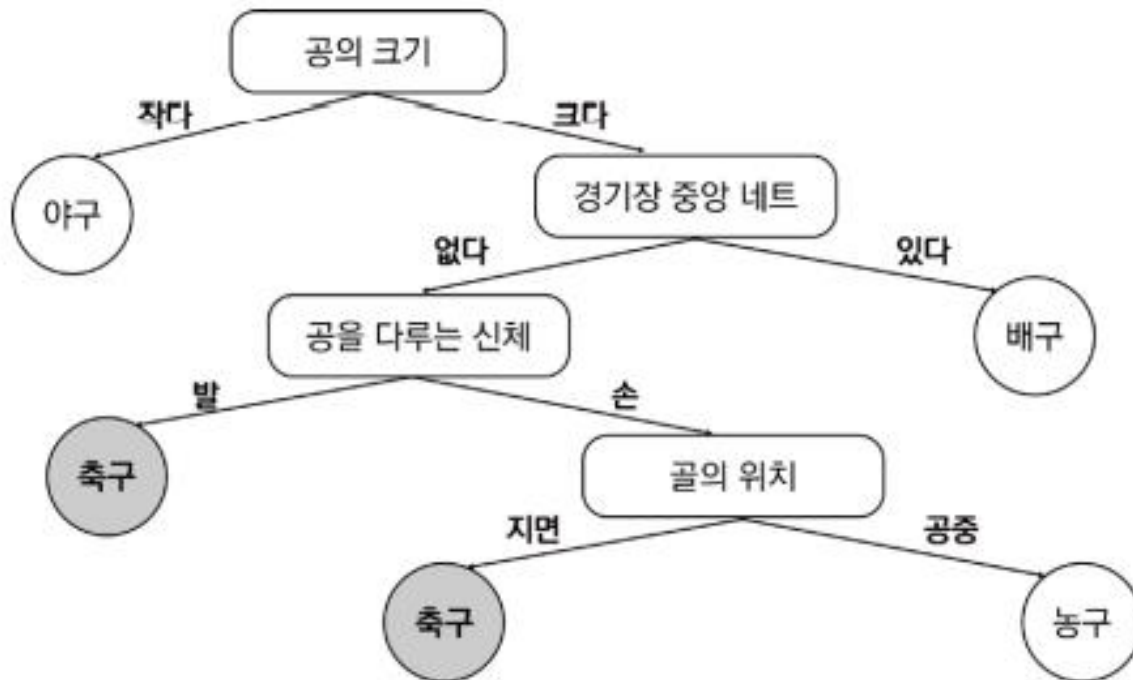 공의 크기
작다
크다
야구
경기장 중앙 네트
없다
있다
공을 다루는 신체
배구
발
손
축구
골의 위치
지면
공중
축구
농구